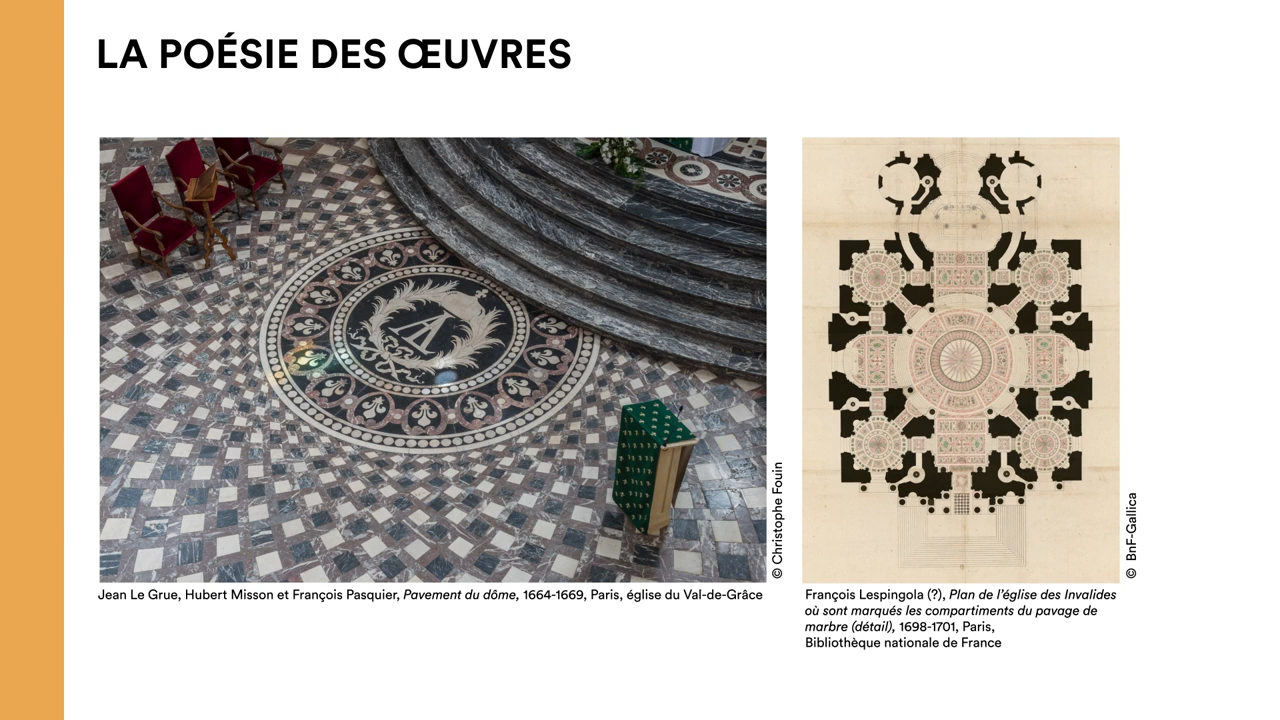 LA POÉSIE DES ŒUVRES
A
© Christophe Fouin
Jean Le Grue, Hubert Misson et François Pasquier, Pavement du dôme, 1664-1669, Paris, église du Val-de-Grâce
© BnF-Gallica
François Lespingola (?), Plan de l’église des Invalides
où sont marqués les compartiments du pavage de
marbre (détail), 1698-1701, Paris,
Bibliothèque nationale de France